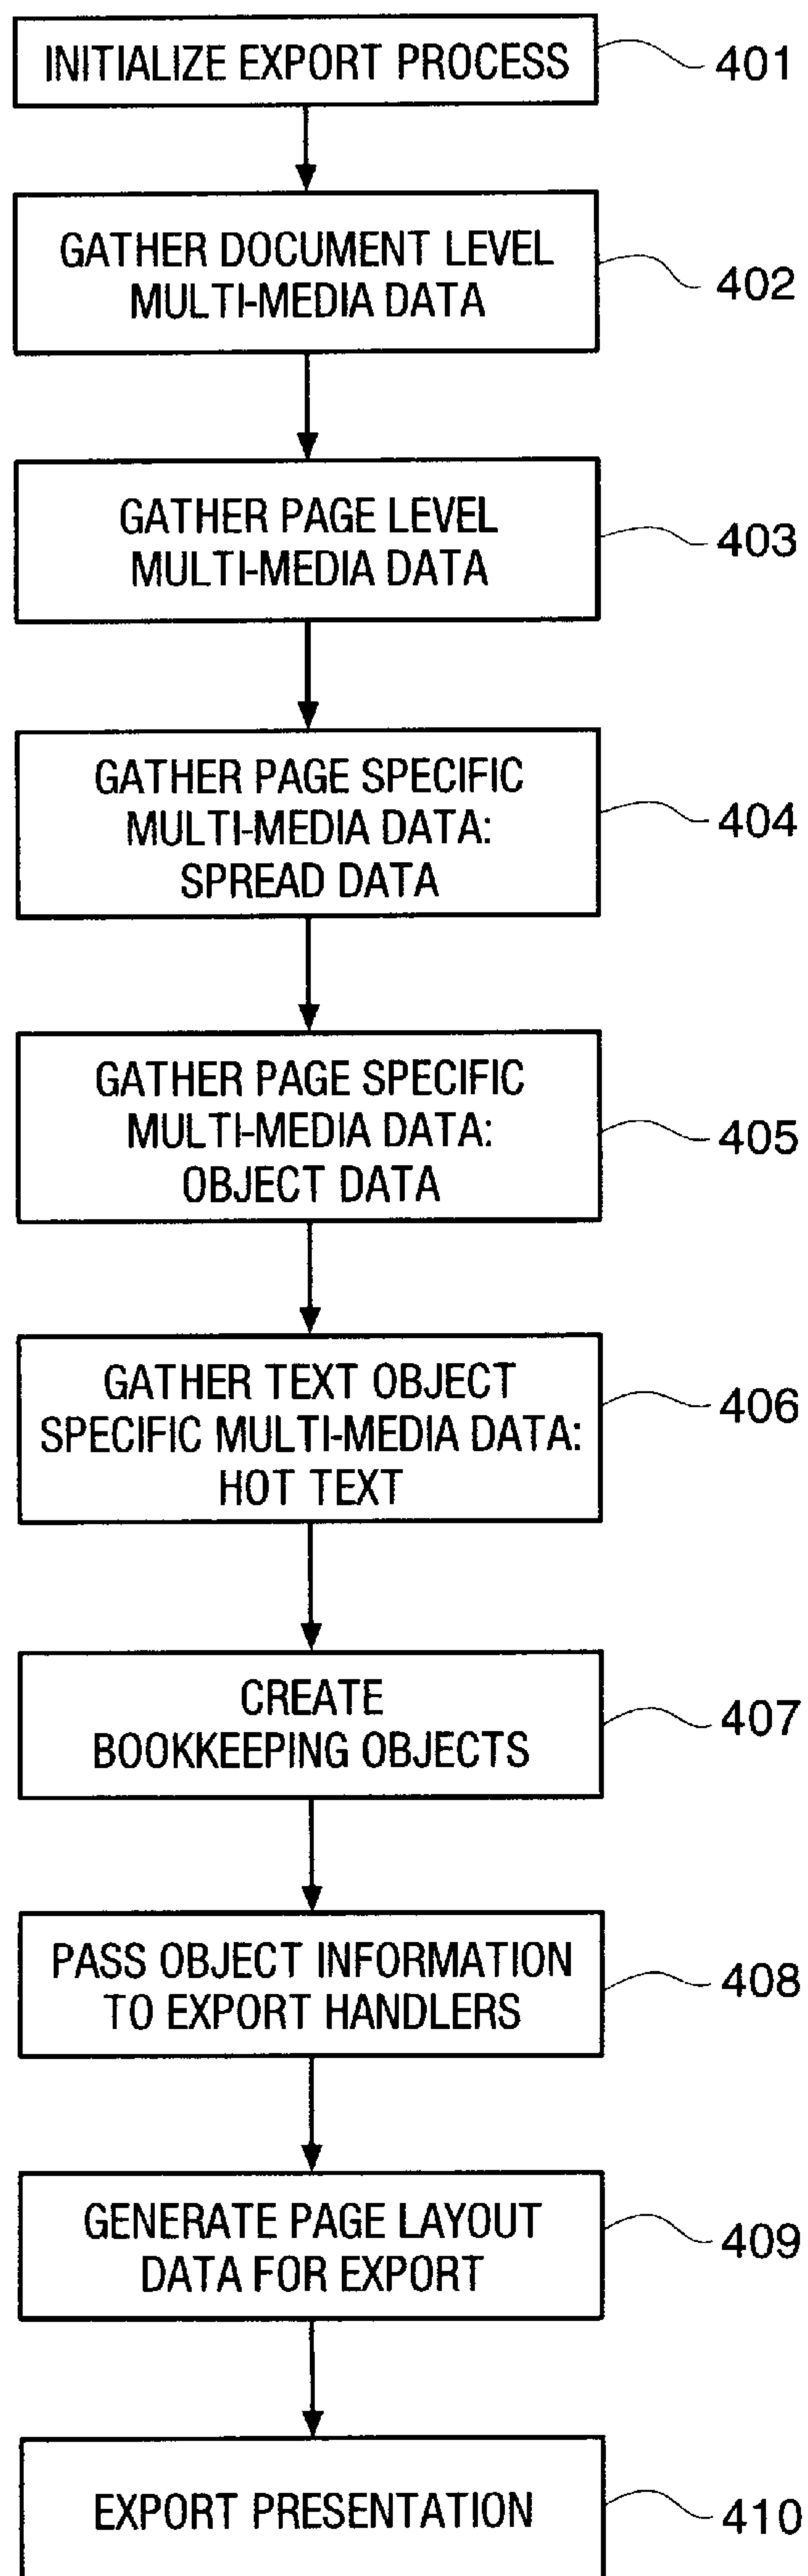 INITIALIZE EXPORT PROCESS
401
GATHER DOCUMENT LEVEL
MULTI-MEDIA DATA
402
GATHER PAGE LEVEL
MULTI-MEDIA DATA
403
GATHER PAGE SPECIFIC
MULTI-MEDIA DATA:
SPREAD DATA
404
GATHER PAGE SPECIFIC
MULTI-MEDIA DATA:
OBJECT DATA
405
GATHER TEXT OBJECT
SPECIFIC MULTI-MEDIA DATA:
HOT TEXT
406
CREATE
BOOKKEEPING OBJECTS
407
PASS OBJECT INFORMATION
TO EXPORT HANDLERS
408
GENERATE PAGE LAYOUT
DATA FOR EXPORT
409
EXPORT PRESENTATION
410